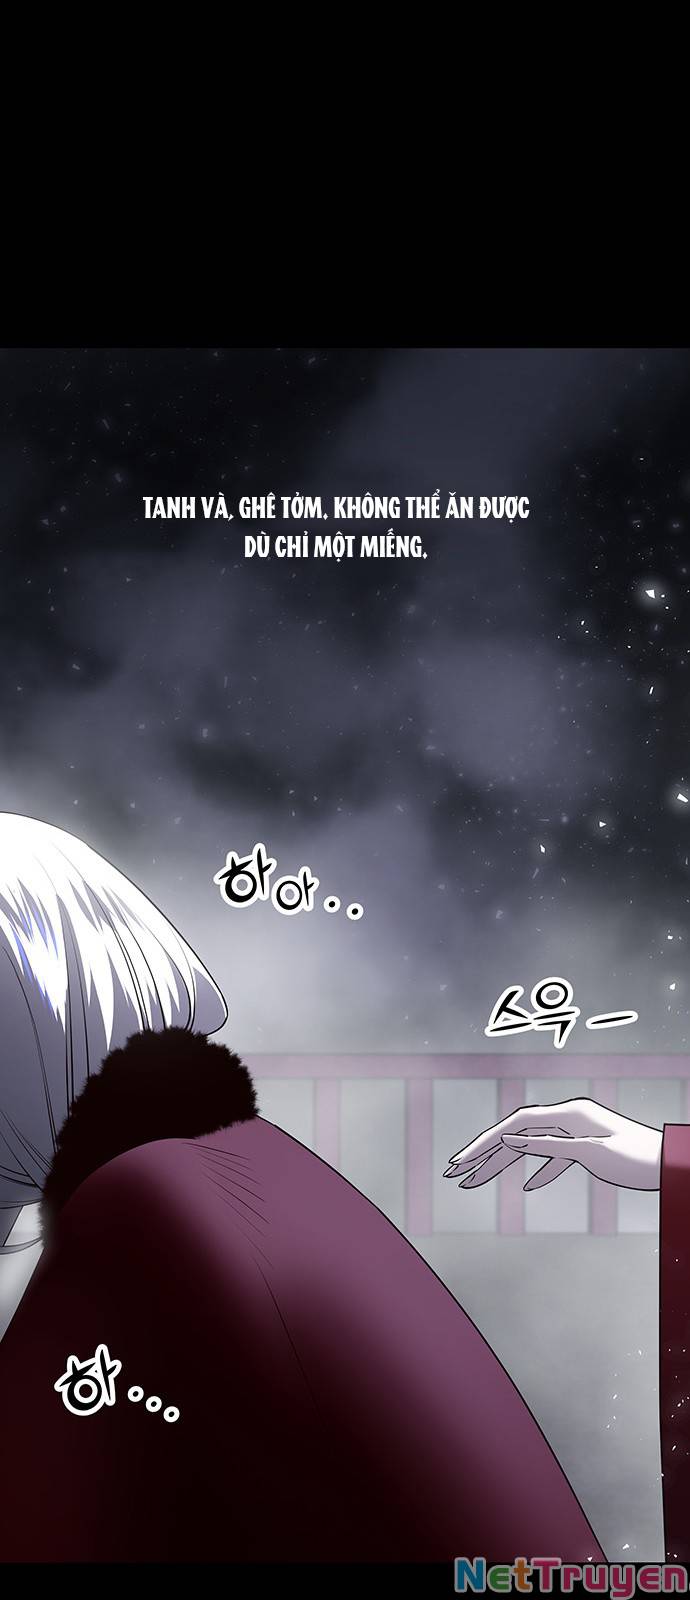 TANH VÀ, GHÊ TỞM, KHÔNG THỂ ĂN ĐƯỢC
DÙ CHỈ MỘT MIẾNG.
하아..
스윽-
하...
NetTruyen